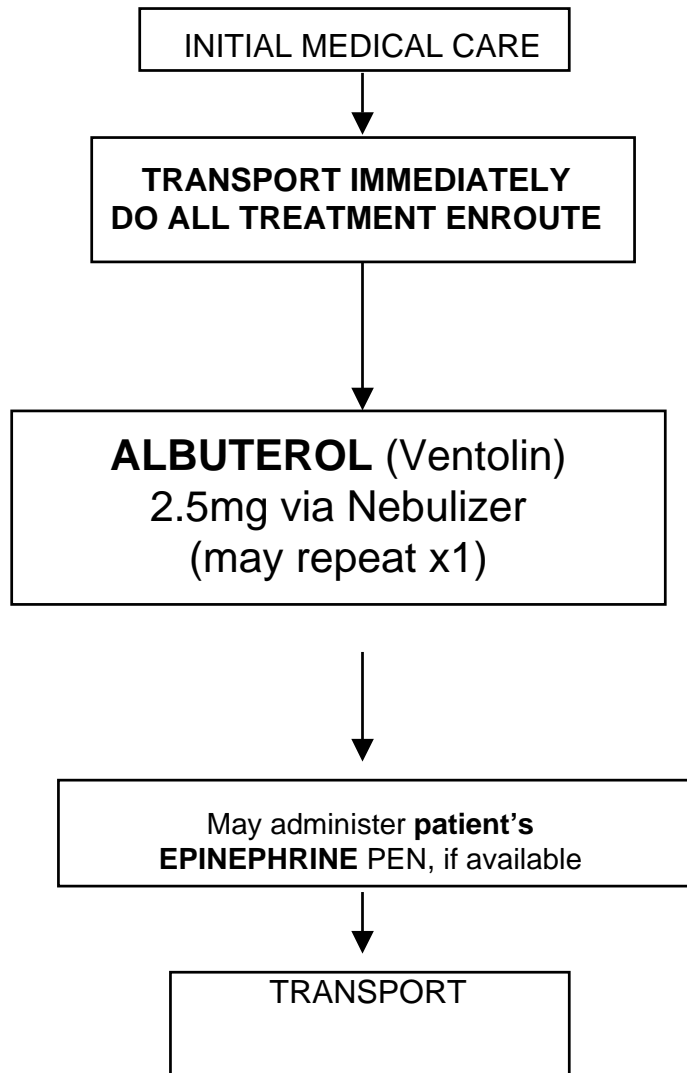 INITIAL MEDICAL CARE
TRANSPORT IMMEDIATELY
DO ALL TREATMENT ENROUTE
ALBUTEROL (Ventolin)
2.5mg via Nebulizer
(may repeat x1)
May administer patient's
EPINEPHRINE PEN, if available
TRANSPORT